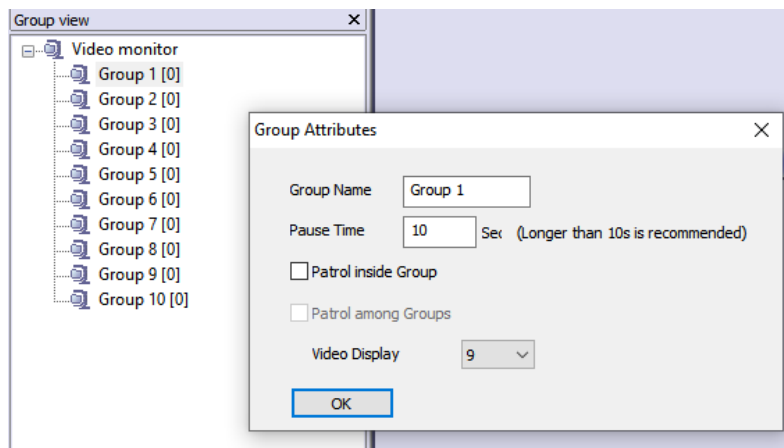 Group view
Video monitor
Group 1 [0]
Group 2 [0]
Group 3 [0]
Group 4 [0]
Group 5 [0]
Group 6 [0]
Group 7 [0]
Group 8 [0]
Group 9 [0]
Group 10 [0]
Group Attributes
Group Name Group 1
Pause Time 10 Sec (Longer than 10s is recommended)
Patrol inside Group
Patrol among Groups
Video Display 9
OK